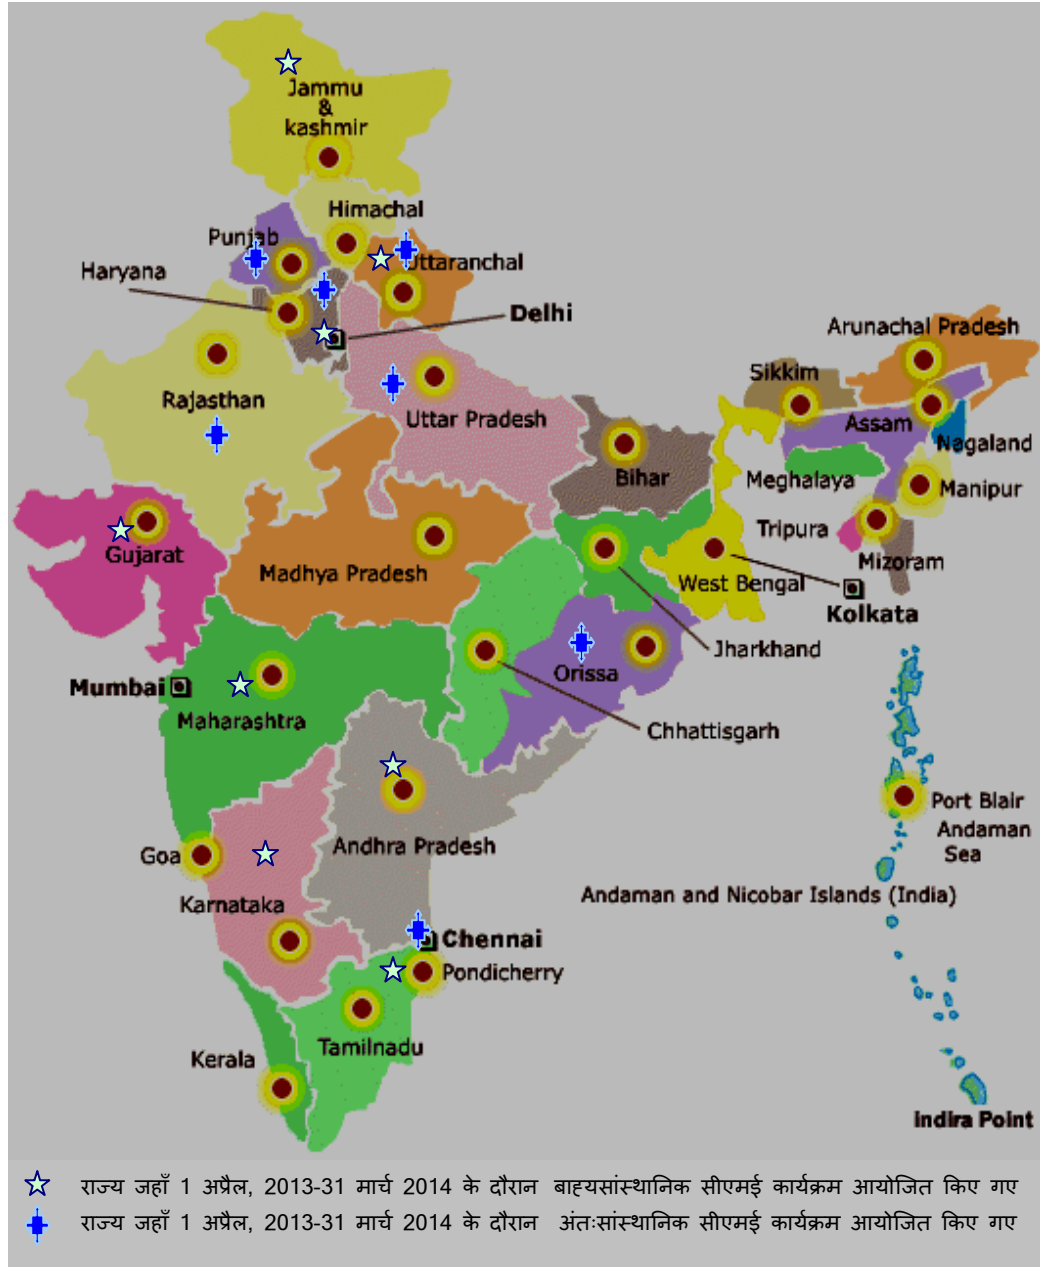 Jammu
&
kashmir
Himachal
Punjab
Uttaranchal
Haryana
Delhi
Arunachal Pradesh
Sikkim
Rajasthan
Uttar Pradesh
Assam
Nagaland
Bihar
Meghalaya
Manipur
Tripura
Gujarat
Mizoram
Madhya Pradesh
West Bengal
Kolkata
Jharkhand
Orissa
Mumbai
Maharashtra
Chhattisgarh
Port Blair
Andaman
Sea
Andhra Pradesh
Goa
Andaman and Nicobar Islands (India)
Karnataka
Chennai
Pondicherry
Tamilnadu
Kerala
Indira Point
राज्य जहाँ 1 अप्रैल, 2013-31 मार्च 2014 के दौरान बाह्यसांस्थानिक सीएमई कार्यक्रम आयोजित किए गए
राज्य जहाँ 1 अप्रैल, 2013-31 मार्च 2014 के दौरान अंतःसांस्थानिक सीएमई कार्यक्रम आयोजित किए गए